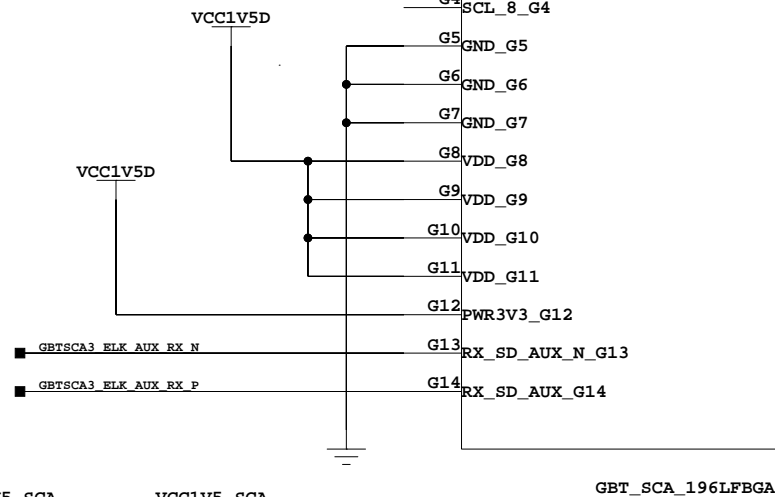 VCC1V5D
SCL_8_G4
G5 GND_G5
G6 GND_G6
G7 GND_G7
G8 VDD_G8
G9 VDD_G9
VCC1V5D
G10 VDD_G10
G11 VDD_G11
G12 PWR3V3_G12
GBTSCA3_ELK_AUX_RX_N G13 RX_SD_AUX_N_G13
GBTSCA3_ELK_AUX_RX_P G14 RX_SD_AUX_G14
GBT_SCA_196LFBGA
VCC1V5_SCA